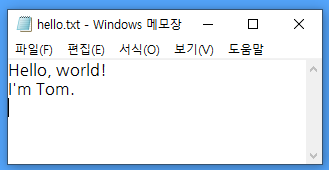 hello.txt - Windows 메모장
파일(F) 편집(E) 서식(O) 보기(V) 도움말
Hello, world!
I'm Tom.